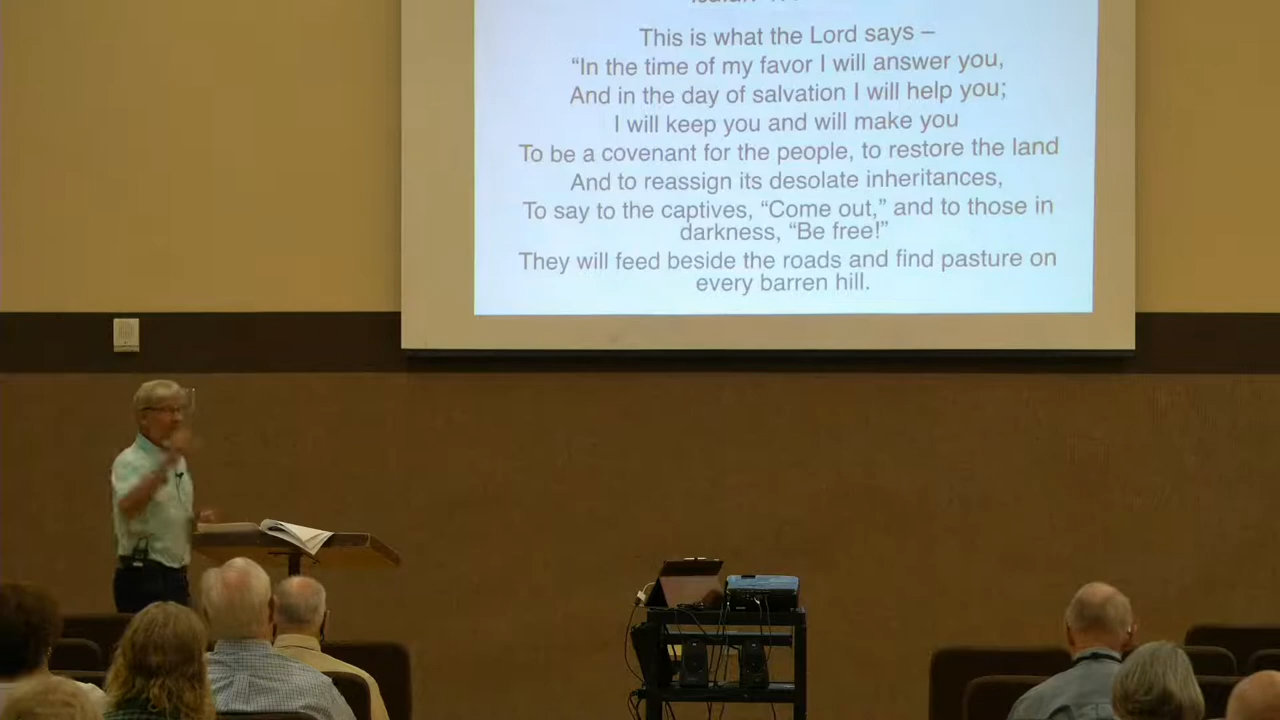 This is what the Lord says –
“In the time of my favor I will answer you,
And in the day of salvation I will help you;
I will keep you and will make you
To be a covenant for the people, to restore the land
And to reassign its desolate inheritances,
To say to the captives, “Come out,” and to those in
darkness, “Be free!”
They will feed beside the roads and find pasture on
every barren hill.